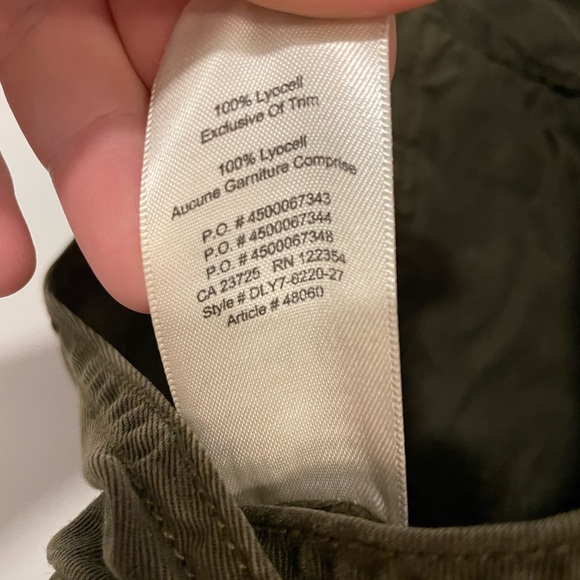 100% Lyocell
Exclusive Of Trim
100% Lyocell
Aucune Garniture Comprise
P.O. # 4500067343
P.O. # 4500067344
P.O. # 4500067348
CA 23725 RN 122354
Style # DLY7-6220-27
Article # 48060